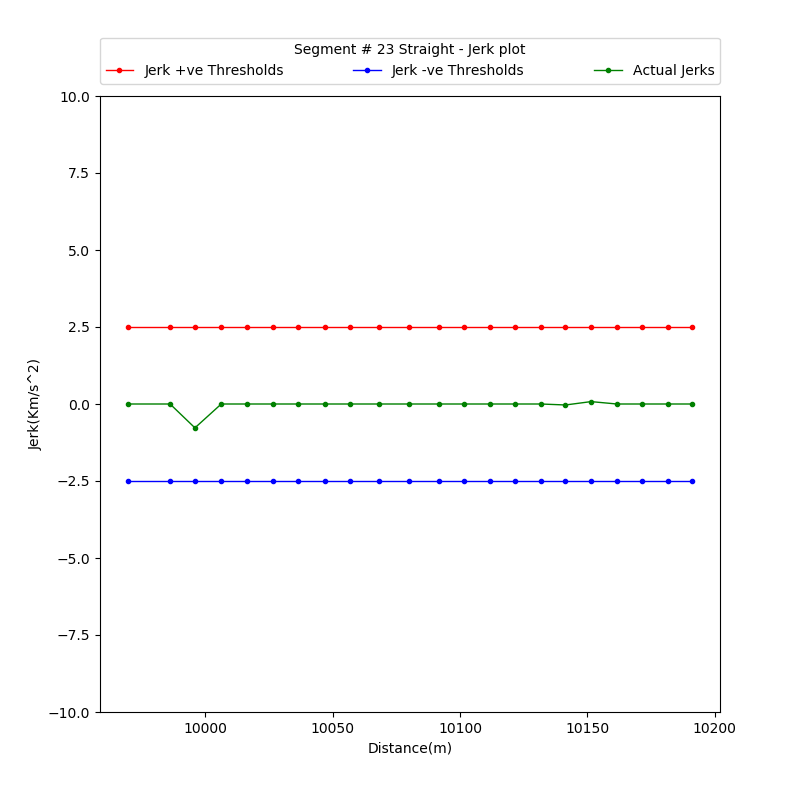 Segment # 23 Straight - Jerk plot
Jerk +ve Thresholds Jerk -ve Thresholds Actual Jerks
10.0
7.5
5.0
2.5
0.0
−2.5
−5.0
−7.5
−10.0
Jerk(Km/s^2)
10000 10050 10100 10150 10200
Distance(m)